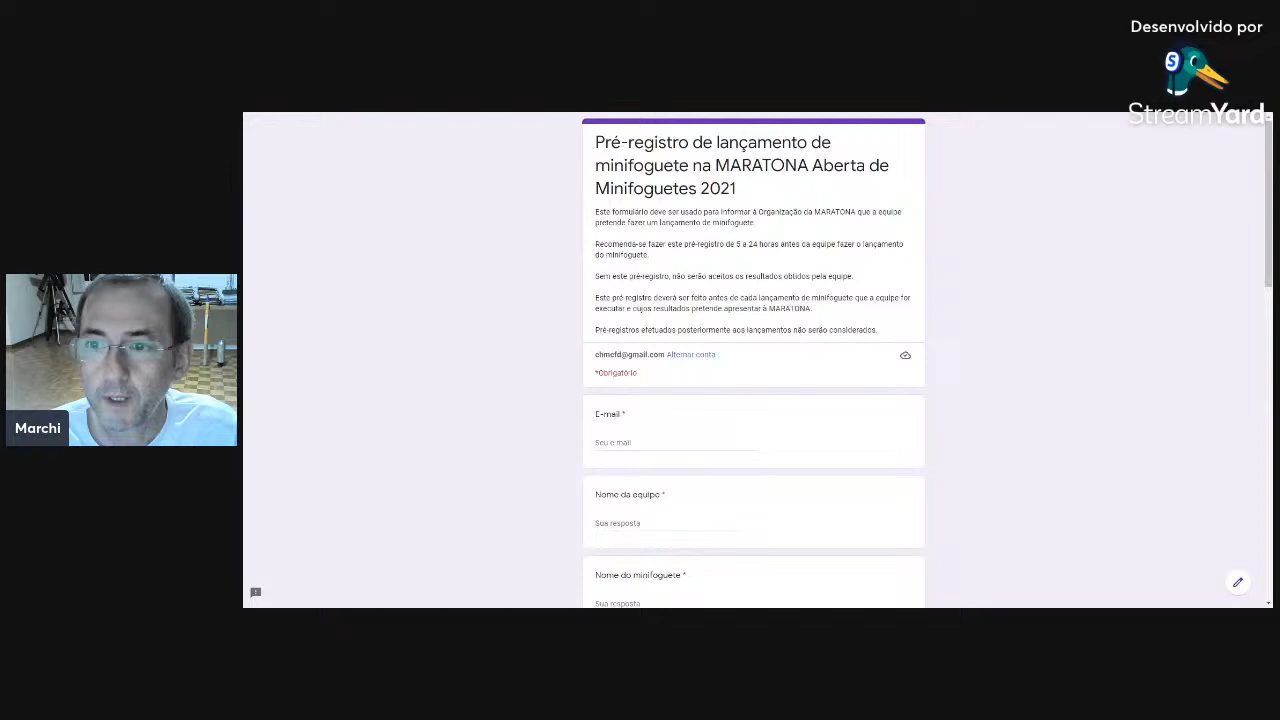 Desenvolvido por
StreamYard
Pré-registro de lançamento de
minifoguete na MARATONA Aberta de
Minifoguetes 2021
Este formulário deve ser usado para informar à Organização da MARATONA que a equipe
pretende fazer um lançamento de minifoguete.
Recomenda-se fazer este pré-registro de 5 a 24 horas antes da equipe fazer o lançamento
do minifoguete.
Sem este pré-registro, não serão aceitos os resultados obtidos pela equipe.
Este pré-registro deverá ser feito antes de cada lançamento de minifoguete que a equipe for
executar e cujos resultados pretende apresentar à MARATONA.
Pré-registros efetuados posteriormente aos lançamentos não serão considerados.
chmcfd@gmail.com Alternar conta
*Obrigatório
E-mail *
Seu e-mail
Nome da equipe *
Sua resposta
Nome do minifoguete *
Sua resposta
Marchi